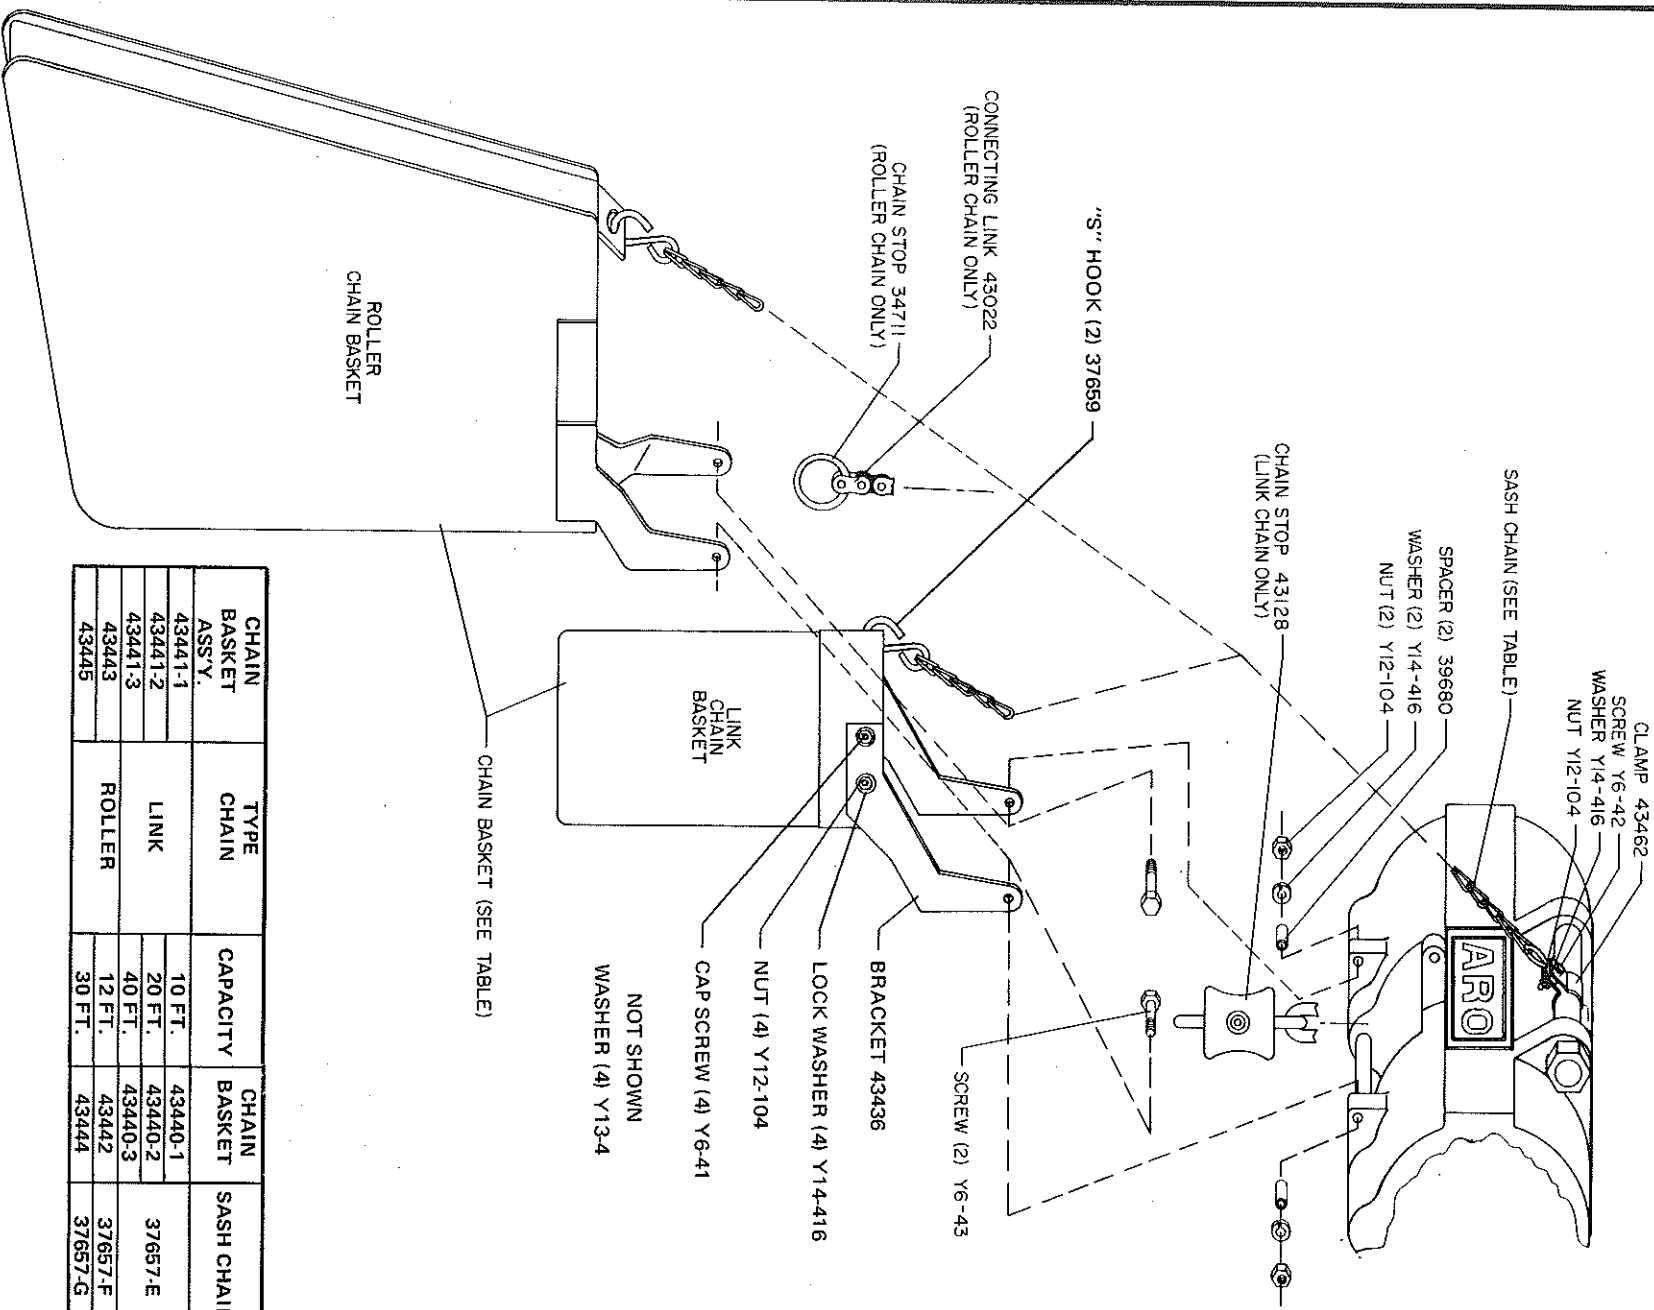 CLAMP 43462
SCREW Y6-42
WASHER Y14-416
NUT Y12-104
SASH CHAIN (SEE TABLE)
SPACER (2) 39680
WASHER (2) Y14-416
NUT (2) Y12-104
CHAIN STOP 43128
(LINK CHAIN ONLY)
"S" HOOK (2) 37659
CONNECTING LINK 43022
(ROLLER CHAIN ONLY)
CHAIN STOP 34711
(ROLLER CHAIN ONLY)
ARO
ROLLER
CHAIN BASKET
LINK
CHAIN
BASKET
SCREW (2) Y6-43
BRACKET 43436
LOCK WASHER (4) Y14-416
NUT (4) Y12-104
CAP SCREW (4) Y6-41
NOT SHOWN
WASHER (4) Y13-4
CHAIN BASKET (SEE TABLE)
CHAIN BASKET ASS'Y. TYPE CHAIN CAPACITY CHAIN BASKET SASH CHAI
43441-1 LINK 10 FT. 43440-1 37657-E
43441-2 20 FT. 43440-2
43441-3 40 FT. 43440-3
43443 ROLLER 12 FT. 43442 37657-F
43445 30 FT. 43444 37657-G